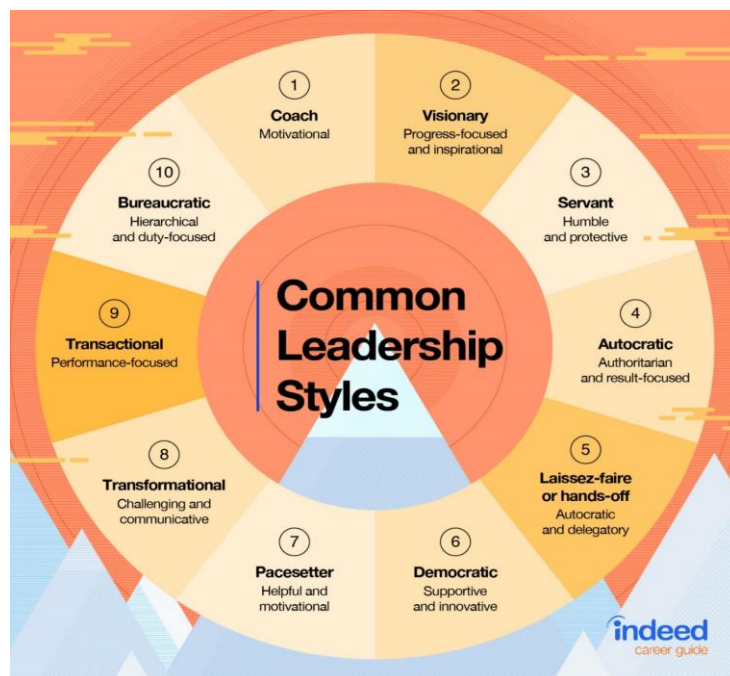 Common
Leadership
Styles
1
Coach
Motivational
2
Visionary
Progress-focused
and inspirational
3
Servant
Humble
and protective
4
Autocratic
Authoritarian
and result-focused
5
Laissez-faire
or hands-off
Autocratic
and delegatory
6
Democratic
Supportive
and innovative
7
Pacesetter
Helpful and
motivational
8
Transformational
Challenging and
communicative
9
Transactional
Performance-focused
10
Bureaucratic
Hierarchical
and duty-focused
indeed
career guide